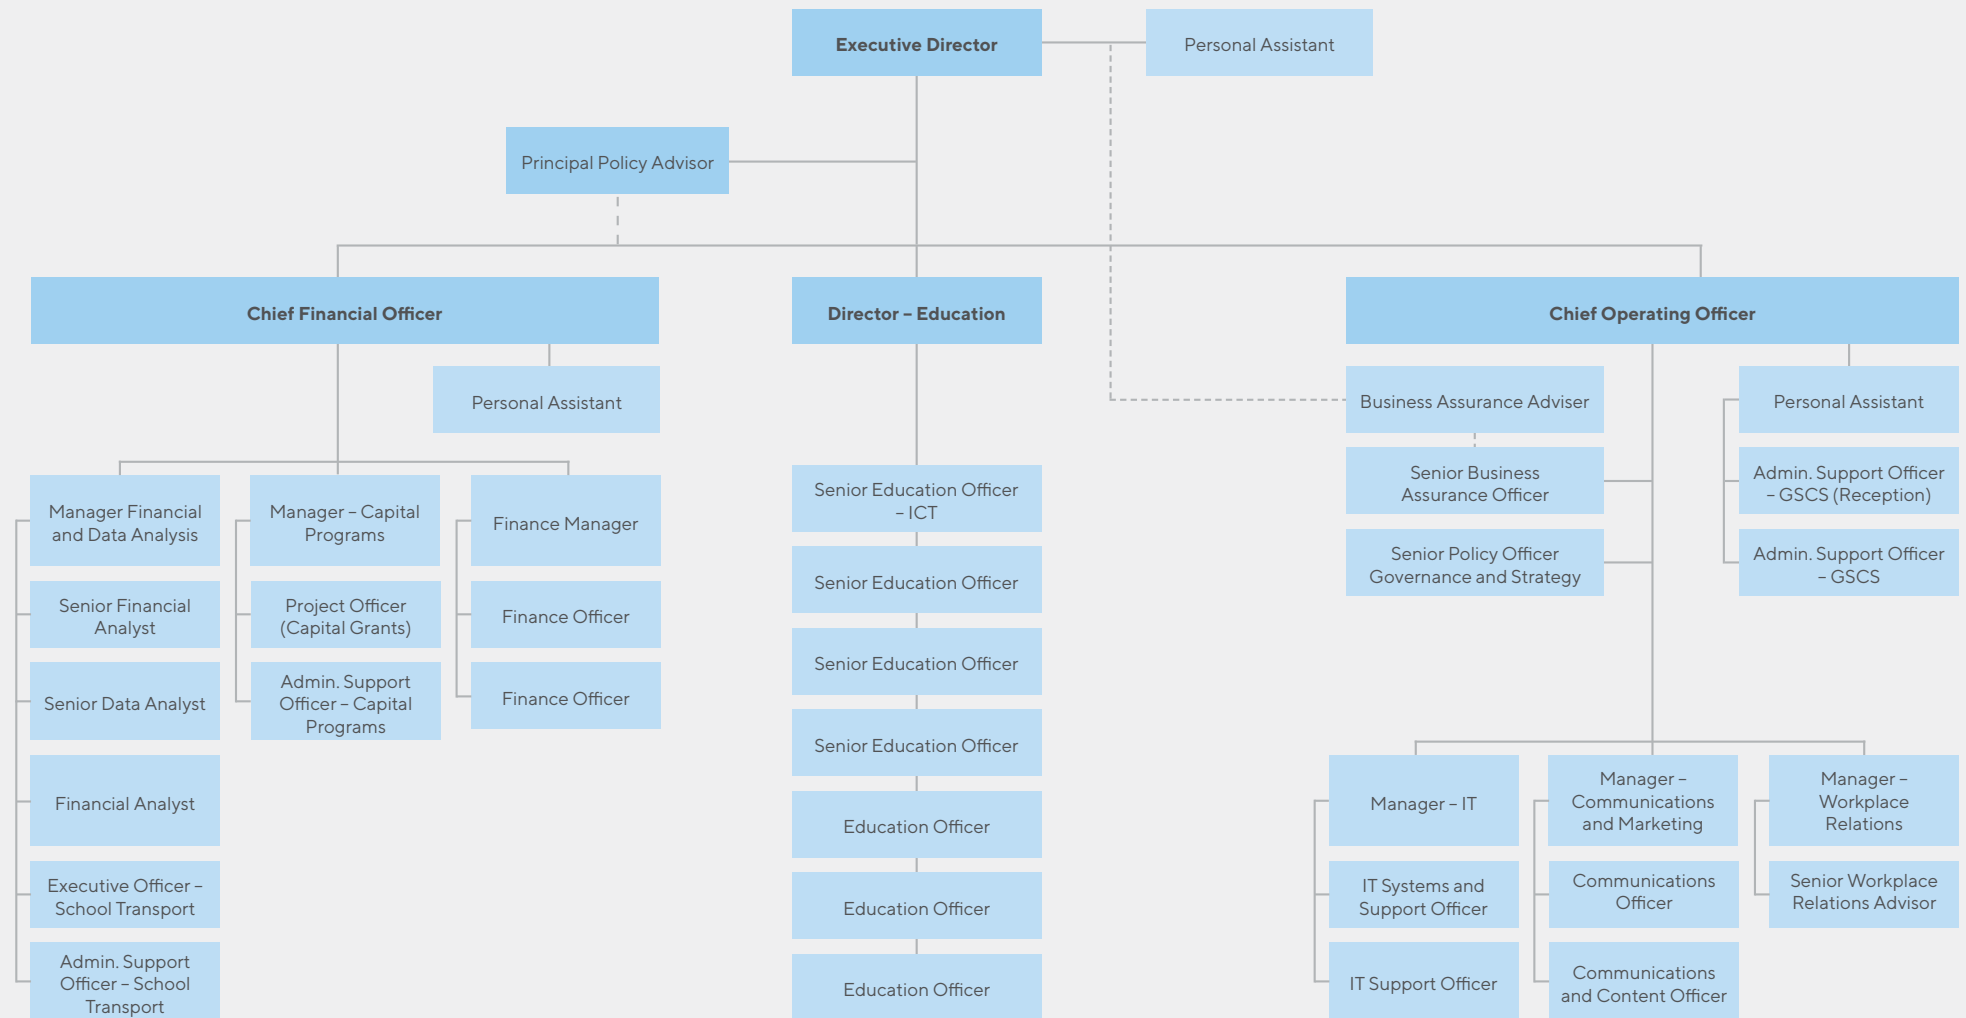 Executive Director
Personal Assistant
Principal Policy Advisor
Chief Financial Officer
Director – Education
Chief Operating Officer
Personal Assistant
Manager Financial
and Data Analysis
Senior Financial
Analyst
Senior Data Analyst
Financial Analyst
Executive Officer –
School Transport
Admin. Support
Officer – School
Transport
Manager – Capital
Programs
Project Officer
(Capital Grants)
Admin. Support
Officer – Capital
Programs
Finance Manager
Finance Officer
Finance Officer
Senior Education Officer
– ICT
Senior Education Officer
Senior Education Officer
Senior Education Officer
Education Officer
Education Officer
Education Officer
Business Assurance Adviser
Senior Business
Assurance Officer
Senior Policy Officer
Governance and Strategy
Personal Assistant
Admin. Support Officer
– GSCS (Reception)
Admin. Support Officer
– GSCS
Manager – IT
IT Systems and
Support Officer
IT Support Officer
Manager –
Communications
and Marketing
Communications
Officer
Communications
and Content Officer
Manager –
Workplace
Relations
Senior Workplace
Relations Advisor